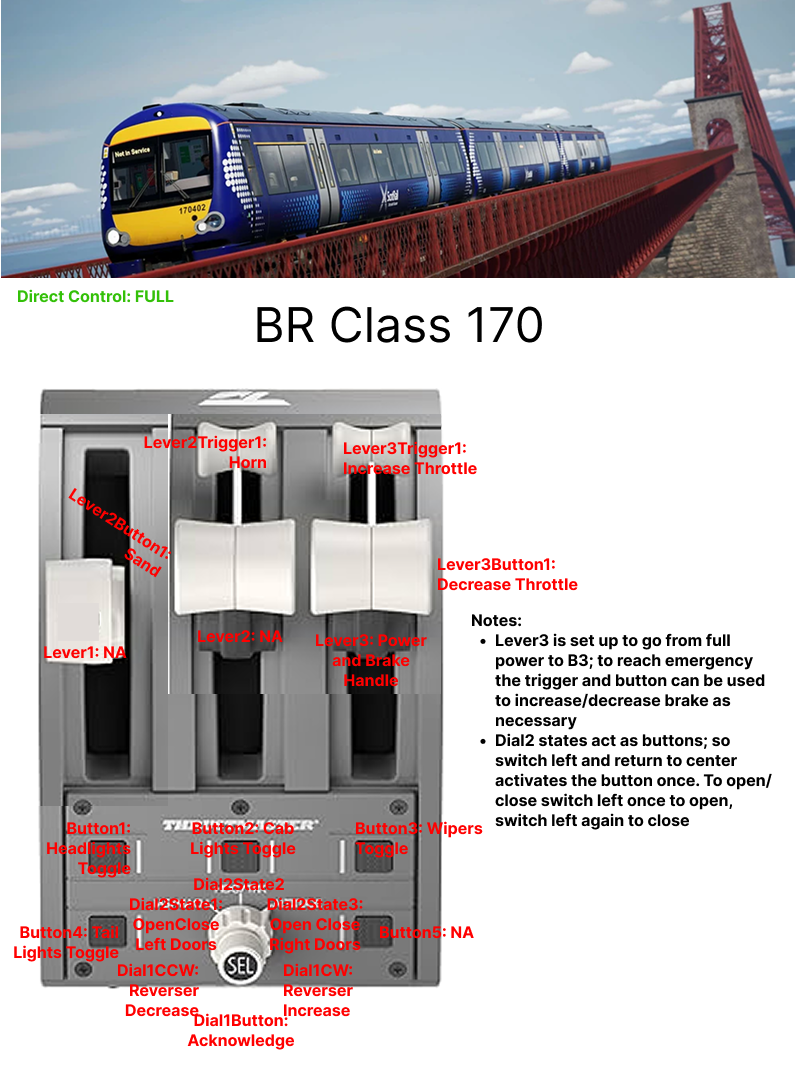 Not in Service
170402
ScotRail
Direct Control: FULL
BR Class 170
Lever2Trigger1:
Horn
Lever3Trigger1:
Increase Throttle
Lever2Button1:
Sand
Lever3Button1:
Decrease Throttle
Lever1: NA
Lever2: NA
Lever3: Power
and Brake
Handle
Notes:
• Lever3 is set up to go from full
power to B3; to reach emergency
the trigger and button can be used
to increase/decrease brake as
necessary
• Dial2 states act as buttons; so
switch left and return to center
activates the button once. To open/
close switch left once to open,
switch left again to close
THRUSTMASTER
Button1:
Headlights
Toggle
Button2: Cab
Lights Toggle
Button3: Wipers
Toggle
Dial2State2
Dial2State1:
OpenClose
Left Doors
Dial2State3:
Open Close
Right Doors
Button4: Tail
Lights Toggle
Button5: NA
SEL
Dial1CCW:
Reverser
Decrease
Dial1CW:
Reverser
Increase
Dial1Button:
Acknowledge